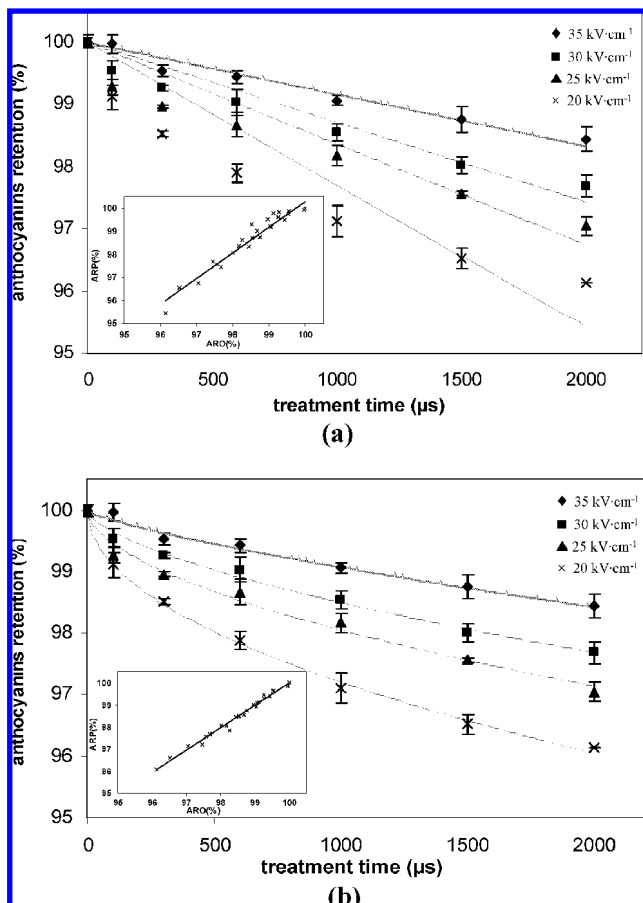 anthocyanins retention (%)
100
99
98
97
96
95
35 kV·cm⁻¹
30 kV·cm⁻¹
25 kV·cm⁻¹
20 kV·cm⁻¹
ARP(%)
100
99
98
97
96
95
95 96 97 98 99 100
ARO(%)
0 500 1000 1500 2000
treatment time (µs)
(a)
anthocyanins retention (%)
100
99
98
97
96
95
35 kV·cm⁻¹
30 kV·cm⁻¹
25 kV·cm⁻¹
20 kV·cm⁻¹
ARP(%)
100
99
98
97
96
95
95 96 97 98 99 100
ARO(%)
0 500 1000 1500 2000
treatment time (µs)
(b)